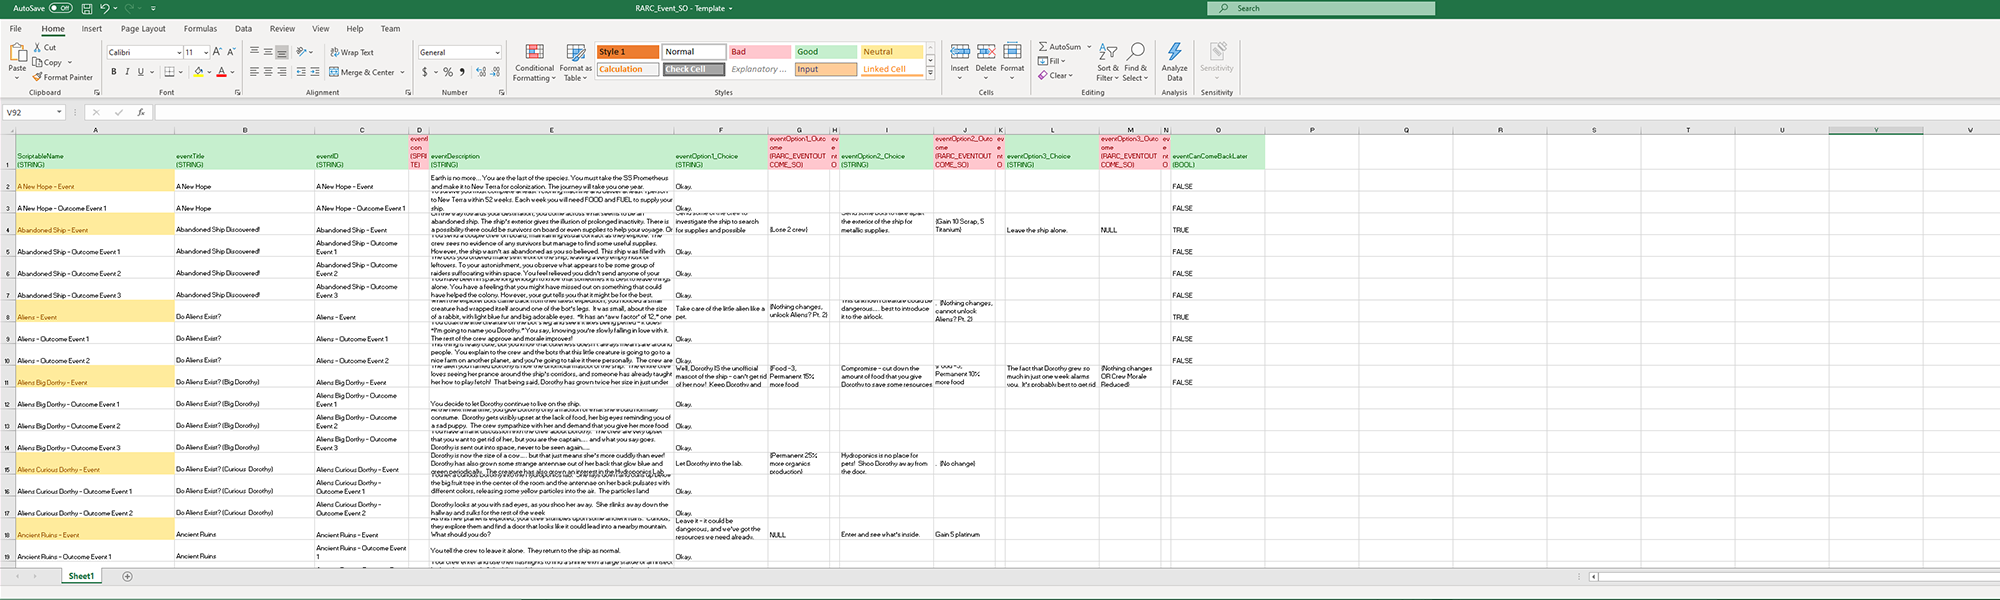 AutoSave Off
RARC_Event_SO - Template
Search
File Home Insert Page Layout Formulas Data Review View Help Team
Paste
Cut
Copy
Format Painter
Clipboard
Calibri 11
B I U
Font
Wrap Text
Merge & Center
Alignment
General
$ % 9
Number
Conditional Formatting
Format as Table
Style 1 Normal Bad Good Neutral
Calculation Check Cell Explanatory ... Input Linked Cell
Styles
Insert Delete Format
Cells
AutoSum
Fill
Clear
Sort & Filter
Find & Select
Editing
Analyze Data
Analysis
Sensitivity
Sensitivity
V92
fx
A B C D E F G H I J K L M N O P Q R S T U V W
1
ScriptableName (STRING)
eventTitle (STRING)
eventID (STRING)
eventI con (SPRI TE)
eventDescription (STRING)
eventOption1_Choice (STRING)
eventOption1_Outc ome (RARC_EVENTOUT COME_SO)
eve nt O
eventOption2_Choice (STRING)
eventOption2_Outc ome (RARC_EVENTOUT COME_SO)
eve nt O
eventOption3_Choice (STRING)
eventOption3_Outc ome (RARC_EVENTOUT COME_SO)
eve nt O
eventCanComeBackLater (BOOL)
2
A New Hope - Event
A New Hope
A New Hope - Event
Earth is no more... You are the last of the species. You must take the SS Prometheus
and make it to New Terra for colonization. The journey will take you one year.
Okay.
FALSE
3
A New Hope - Outcome Event 1
A New Hope
A New Hope - Outcome Event 1
to New Terra within 52 weeks. Each week you will need FOOD and FUEL to supply your
ship.
Okay.
FALSE
4
Abandoned Ship - Event
Abandoned Ship Discovered!
Abandoned Ship - Event
abandoned ship. The ship's exterior gives the illusion of prolonged inactivity. There is
a possibility there could be survivors on board or even supplies to help your voyage. Or
investigate the ship to search
for supplies and possible
(Lose 2 crew)
the exterior of the ship for
metallic supplies.
(Gain 10 Scrap, 5
Titanium)
Leave the ship alone.
NULL
TRUE
5
Abandoned Ship - Outcome Event 1
Abandoned Ship Discovered!
Abandoned Ship - Outcome
Event 1
crew sees no evidence of any survivors but manage to find some useful supplies.
However, the ship wasn't as abandoned as you so believed. This ship was filled with
Okay.
FALSE
6
Abandoned Ship - Outcome Event 2
Abandoned Ship Discovered!
Abandoned Ship - Outcome
Event 2
leftovers. To your astonishment, you observe what appears to be some group of
raiders suffocating within space. You feel relieved you didn't send anyone of your
Okay.
FALSE
7
Abandoned Ship - Outcome Event 3
Abandoned Ship Discovered!
Abandoned Ship - Outcome
Event 3
alone. You have a feeling that you might have missed out on something that could
have helped the colony. However, your gut tells you that it might be for the best.
Okay.
FALSE
8
Aliens - Event
Do Aliens Exist?
Aliens - Event
creature had wrapped itself around one of the bot's legs. It was small, about the size
of a rabbit, with light blue fur and big adorable eyes. "It has an 'aww factor' of 12," one
Take care of the little alien like a
pet.
(Nothing changes,
unlock Aliens? Pt. 2)
dangerous..... best to introduce
it to the airlock.
. (Nothing changes,
cannot unlock
Aliens? Pt. 2)
TRUE
9
Aliens - Outcome Event 1
Do Aliens Exist?
Aliens - Outcome Event 1
"I'm going to name you Dorothy." You say, knowing you're slowly falling in love with it.
The rest of the crew approve and morale improves!
Okay.
FALSE
10
Aliens - Outcome Event 2
Do Aliens Exist?
Aliens - Outcome Event 2
people. You explain to the crew and the bots that this little creature is going to go to a
nice farm on another planet, and you're going to take it there personally. The crew are
Okay.
FALSE
11
Aliens Big Dorthy - Event
Do Aliens Exist? (Big Dorothy)
Aliens Big Dorthy - Event
loves seeing her prance around the ship's corridors, and someone has already taught
her how to play fetch! That being said, Dorothy has grown twice her size in just under
Well, Dorothy IS the unofficial
mascot of the ship - can't get rid
of her now! Keep Dorothy and
(Food -3,
Permanent 15%
more food
Compromise - cut down the
amount of food that you give
Dorothy to save some resources
Permanent 10%
more food
The fact that Dorothy grew so
much in just one week alarms
you. It's probably best to get rid
(Nothing changes
OR Crew Morale
Reduced)
FALSE
12
Aliens Big Dorthy - Outcome Event 1
Do Aliens Exist? (Big Dorothy)
Aliens Big Dorthy - Outcome
Event 1
You decide to let Dorothy continue to live on the ship.
Okay.
13
Aliens Big Dorthy - Outcome Event 2
Do Aliens Exist? (Big Dorothy)
Aliens Big Dorthy - Outcome
Event 2
consume. Dorothy gets visibly upset at the lack of food, her big eyes reminding you of
a sad puppy. The crew sympathize with her and demand that you give her more food
Okay.
14
Aliens Big Dorthy - Outcome Event 3
Do Aliens Exist? (Big Dorothy)
Aliens Big Dorthy - Outcome
Event 3
that you want to get rid of her, but you are the captain..... and what you say goes.
Dorothy is sent out into space, never to be seen again.....
Okay.
15
Aliens Curious Dorthy - Event
Do Aliens Exist? (Curious Dorothy)
Aliens Curious Dorthy - Event
Dorothy is now the size of a cow..... but that just means she's more cuddly than ever!
Dorothy has also grown some strange antennae out of her back that glow blue and
green periodically. The creature has also grown an interest in the Hydroponics Lab
Let Dorothy into the lab.
(Permanent 25%
more organics
production)
Hydroponics is no place for
pets! Shoo Dorothy away from
the door.
. (No change)
16
Aliens Curious Dorthy - Outcome Event 1
Do Aliens Exist? (Curious Dorothy)
Aliens Curious Dorthy -
Outcome Event 1
the big fruit tree in the center of the room and the antennae on her back pulsates with
different colors, releasing some yellow particles into the air. The particles land
Okay.
17
Aliens Curious Dorthy - Outcome Event 2
Do Aliens Exist? (Curious Dorothy)
Aliens Curious Dorthy -
Outcome Event 2
Dorothy looks at you with sad eyes, as you shoo her away. She slinks away down the
hallway and sulks for the rest of the week
Okay.
18
Ancient Ruins - Event
Ancient Ruins
Ancient Ruins - Event
they explore them and find a door that looks like it could lead into a nearby mountain.
What should you do?
Leave it - it could be
dangerous, and we've got the
resources we need already.
NULL
Enter and see what's inside.
Gain 5 platinum
19
Ancient Ruins - Outcome Event 1
Ancient Ruins
Ancient Ruins - Outcome Event
1
You tell the crew to leave it alone. They return to the ship as normal.
Okay.
Sheet1